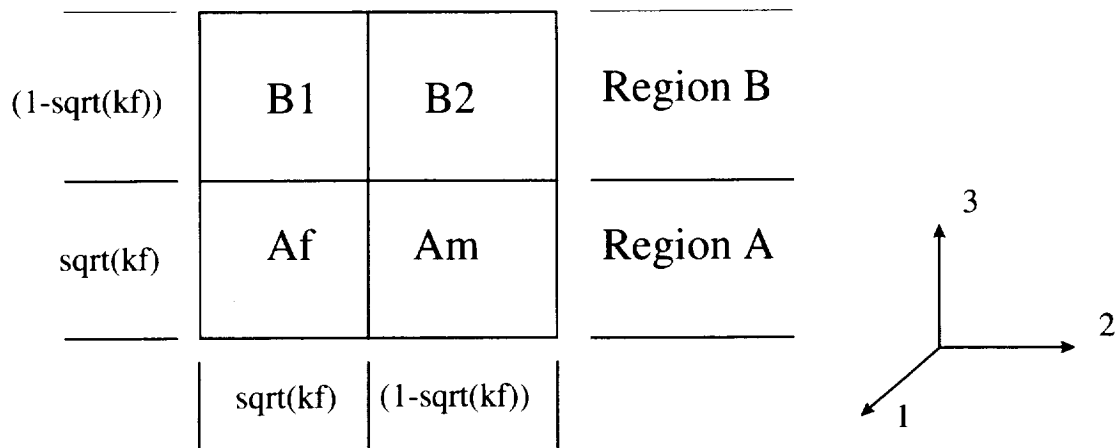 (1-sqrt(kf))
B1
B2
Region B
sqrt(kf)
Af
Am
Region A
sqrt(kf)
(1-sqrt(kf))
3
2
1